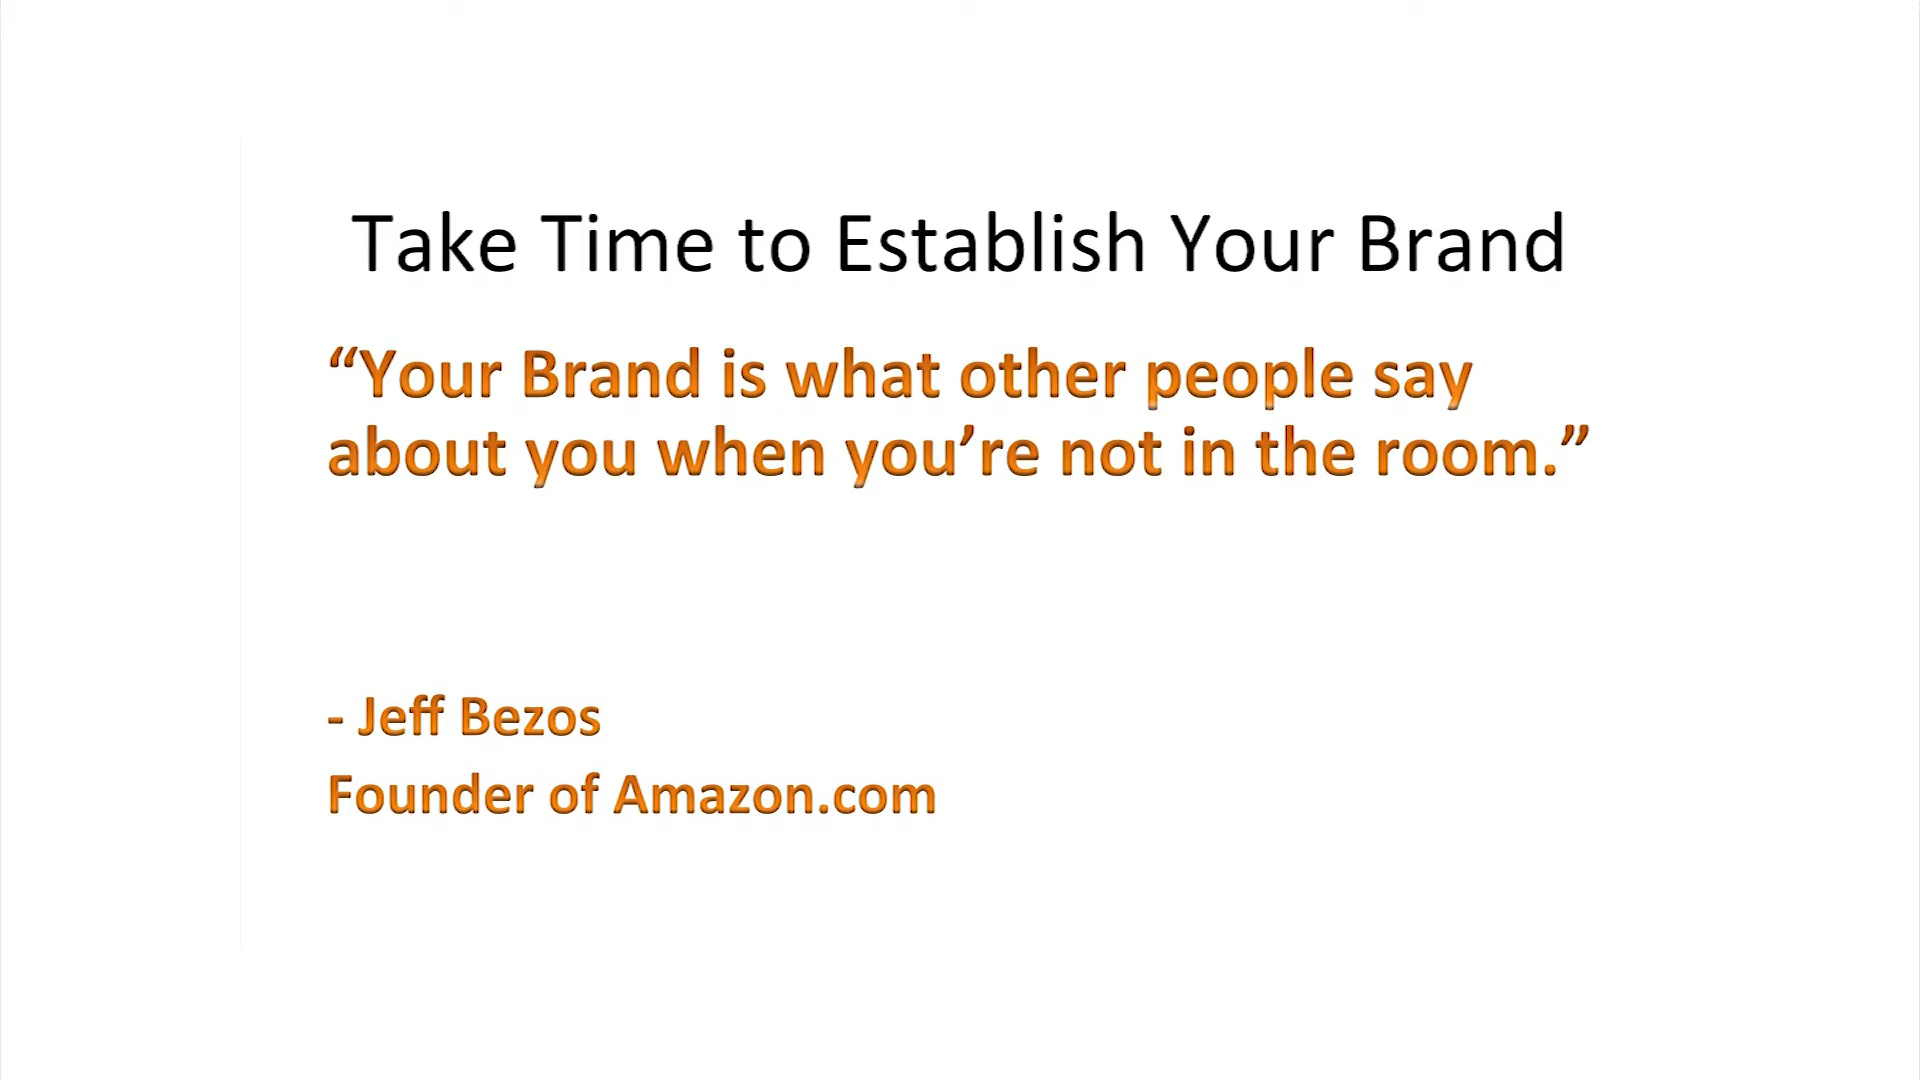 Take Time to Establish Your Brand
“Your Brand is what other people say
about you when you’re not in the room.”
- Jeff Bezos
Founder of Amazon.com